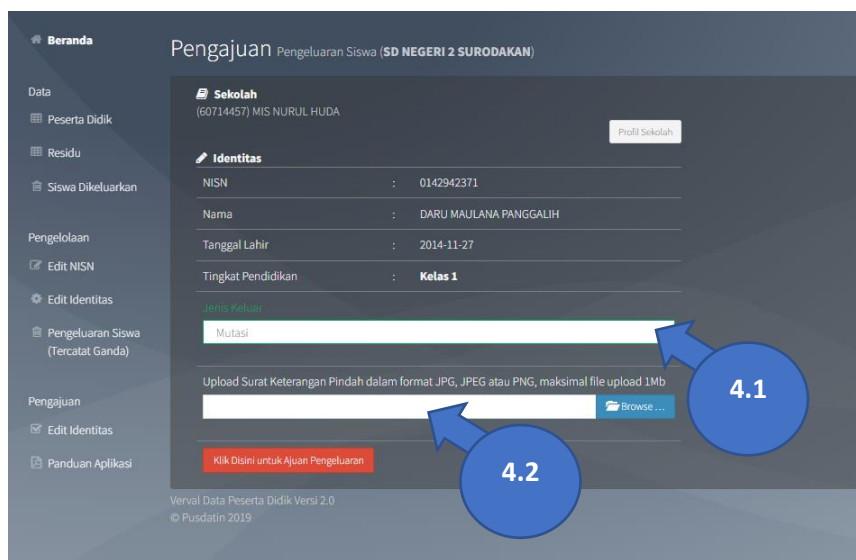 Beranda
Pengajuan Pengeluaran Siswa (SD NEGERI 2 SURODAKAN)
Data
Peserta Didik
Residu
Siswa Dikeluarkan
Pengelolaan
Edit NISN
Edit Identitas
Pengeluaran Siswa
(Tercatat Ganda)
Pengajuan
Edit Identitas
Panduan Aplikasi
Sekolah
(60714457) MIS NURUL HUDA
Profil Sekolah
Identitas
NISN : 0142942371
Nama : DARU MAULANA PANGGALIH
Tanggal Lahir : 2014-11-27
Tingkat Pendidikan : Kelas 1
Jenis Keluar
Mutasi
4.1
Upload Surat Keterangan Pindah dalam format JPG, JPEG atau PNG, maksimal file upload 1Mb
Browse ...
4.2
Klik Disini untuk Ajuan Pengeluaran
Verval Data Peserta Didik Versi 2.0
© Pusdatin 2019